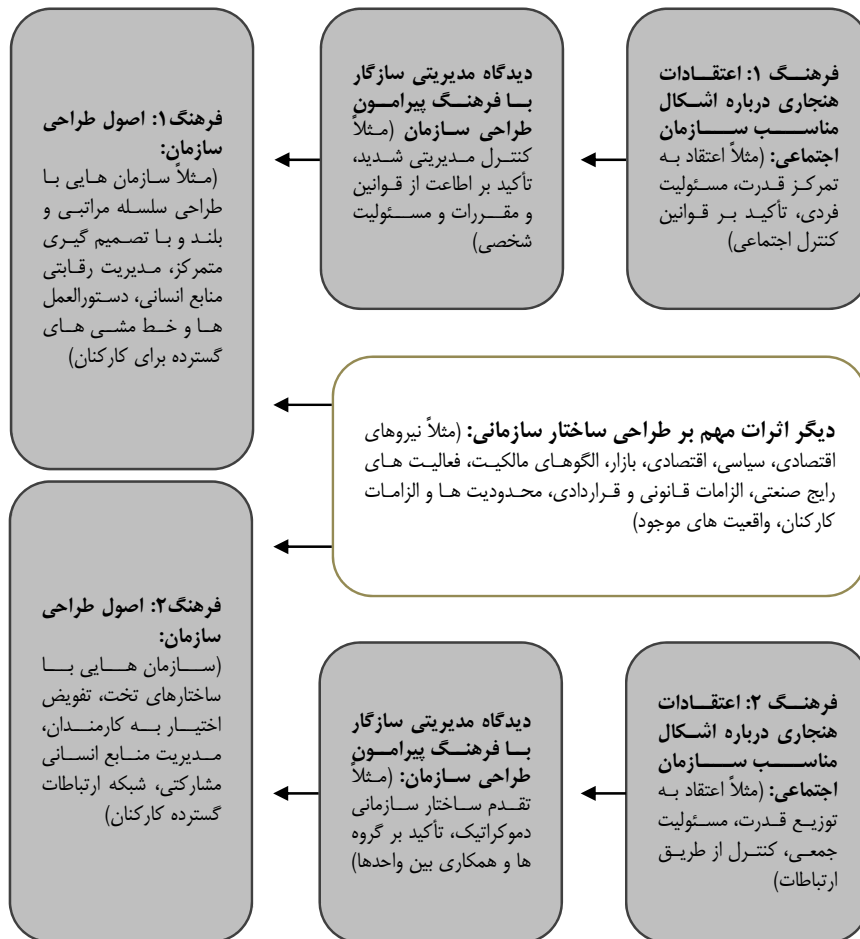 فرهنگ ۱: اعتقادات
هنجاری درباره اشکال
مناسب سازمان
اجتماعی: (مثلاً اعتقاد به
تمرکز قدرت، مسئولیت
فردی، تأکید بر قوانین
کنترل اجتماعی)
دیدگاه مدیریتی سازگار
با فرهنگ پیرامون
طراحی سازمان (مثلاً
کنترل مدیریتی شدید،
تأکید بر اطاعت از قوانین
و مقررات و مسئولیت
شخصی)
فرهنگ۱: اصول طراحی
سازمان:
(مثلاً سازمان هایی با
طراحی سلسله مراتبی و
بلند و با تصمیم گیری
متمرکز، مدیریت رقابتی
منابع انسانی، دستورالعمل
ها و خط مشی های
گسترده برای کارکنان)
دیگر اثرات مهم بر طراحی ساختار سازمانی: (مثلاً نیروهای
اقتصادی، سیاسی، اقتصادی، بازار، الگوهای مالکیت، فعالیت های
رایج صنعتی، الزامات قانونی و قراردادی، محدودیت ها و الزامات
کارکنان، واقعیت های موجود)
فرهنگ ۲: اعتقادات
هنجاری درباره اشکال
مناسب سازمان
اجتماعی: (مثلاً اعتقاد به
توزیع قدرت، مسئولیت
جمعی، کنترل از طریق
ارتباطات)
دیدگاه مدیریتی سازگار
با فرهنگ پیرامون
طراحی سازمان: (مثلاً
تقدم ساختار سازمانی
دموکراتیک، تأکید بر گروه
ها و همکاری بین واحدها)
فرهنگ۲: اصول طراحی
سازمان:
(سازمان هایی با
ساختارهای تخت، تفویض
اختیار به کارمندان،
مدیریت منابع انسانی
مشارکتی، شبکه ارتباطات
گسترده کارکنان)